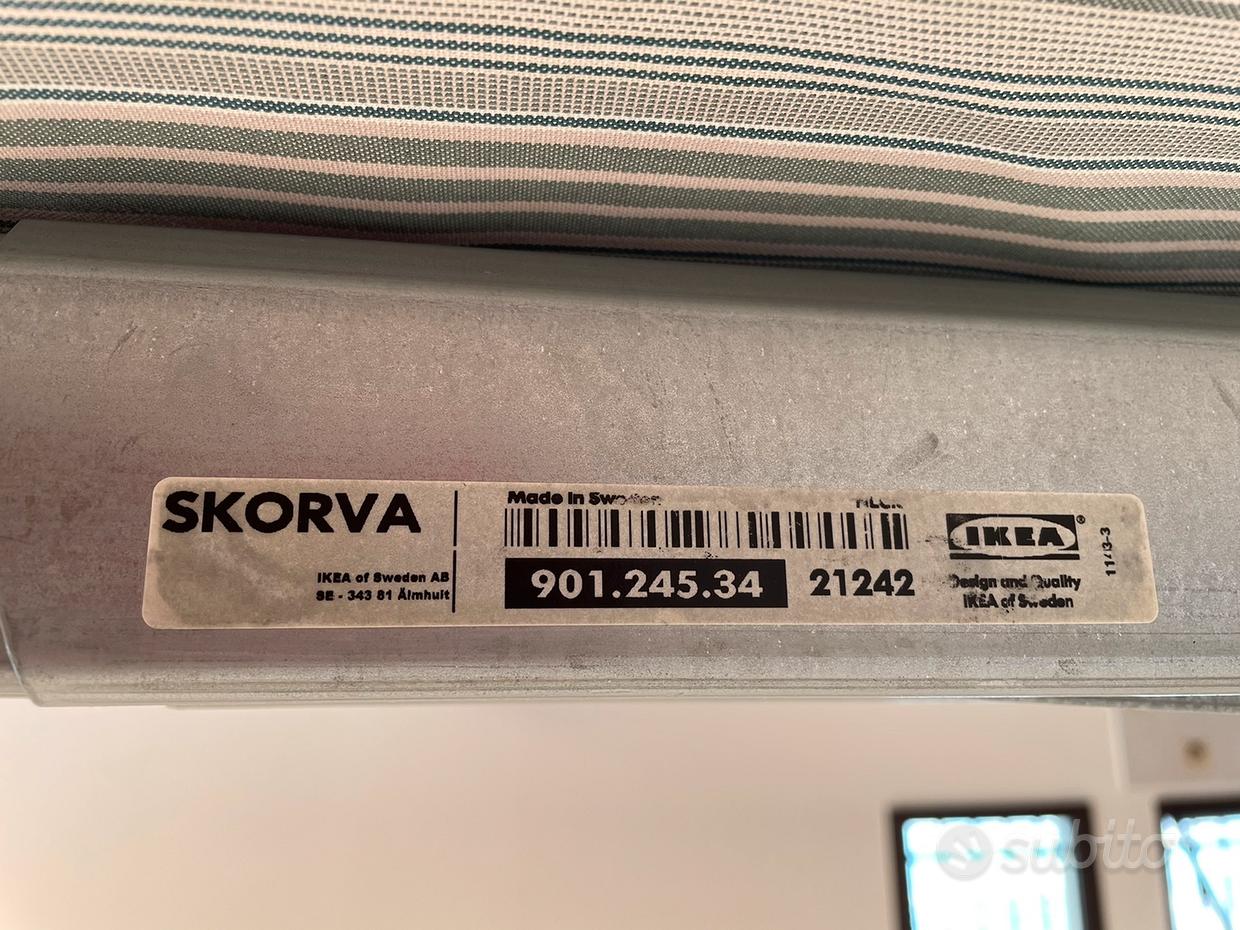 SKORVA
IKEA of Sweden AB
SE - 343 81 Älmhult
Made in Sweden
901.245.34
21242
IKEA®
Design and Quality
IKEA of Sweden
subito